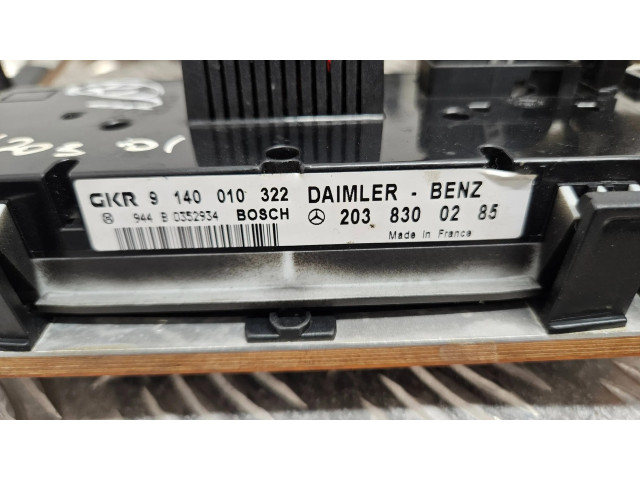 GKR 9 140 010 322 DAIMLER - BENZ
944 B 0352934 BOSCH 203 830 02 85
Made in France